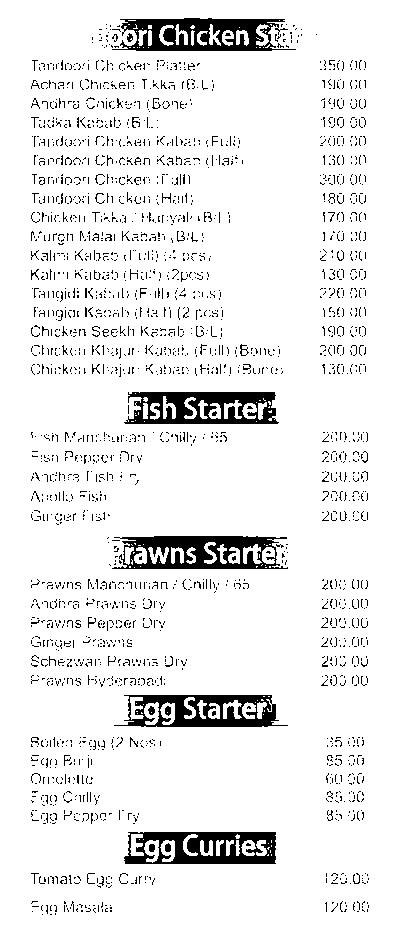 Tandoori Chicken Starter
Tandoori Chicken Platter 350.00
Achari Chicken Tikka (B/L) 190.00
Andhra Chicken (Bone) 190.00
Tadka Kabab (B/L) 190.00
Tandoori Chicken Kabab (Full) 200.00
Tandoori Chicken Kabab (Half) 130.00
Tandoori Chicken (Full) 300.00
Tandoori Chicken (Half) 180.00
Chicken Tikka / Hariyali (B/L) 170.00
Murgh Malai Kabab (B/L) 170.00
Kalmi Kabab (Full) (4 pcs) 210.00
Kalmi Kabab (Half) (2pcs) 130.00
Tangidi Kabab (Full) (4 pcs) 220.00
Tangidi Kabab (Half) (2 pcs) 150.00
Chicken Seekh Kabab (B/L) 190.00
Chicken Khajuri Kabab (Full) (Bone) 200.00
Chicken Khajuri Kabab (Half) (Bone) 130.00
Fish Starter
Fish Manchurian / Chilly / 65 200.00
Fish Pepper Dry 200.00
Andhra Fish Fry 200.00
Apollo Fish 200.00
Ginger Fish 200.00
Prawns Starter
Prawns Manchurian / Chilly / 65 200.00
Andhra Prawns Dry 200.00
Prawns Pepper Dry 200.00
Ginger Prawns 200.00
Schezwan Prawns Dry 200.00
Prawns Hyderabadi 200.00
Egg Starter
Boiled Egg (2 Nos) 35.00
Egg Burji 85.00
Omelette 60.00
Egg Chilly 85.00
Egg Pepper Fry 85.00
Egg Curries
Tomato Egg Curry 120.00
Egg Masala 120.00